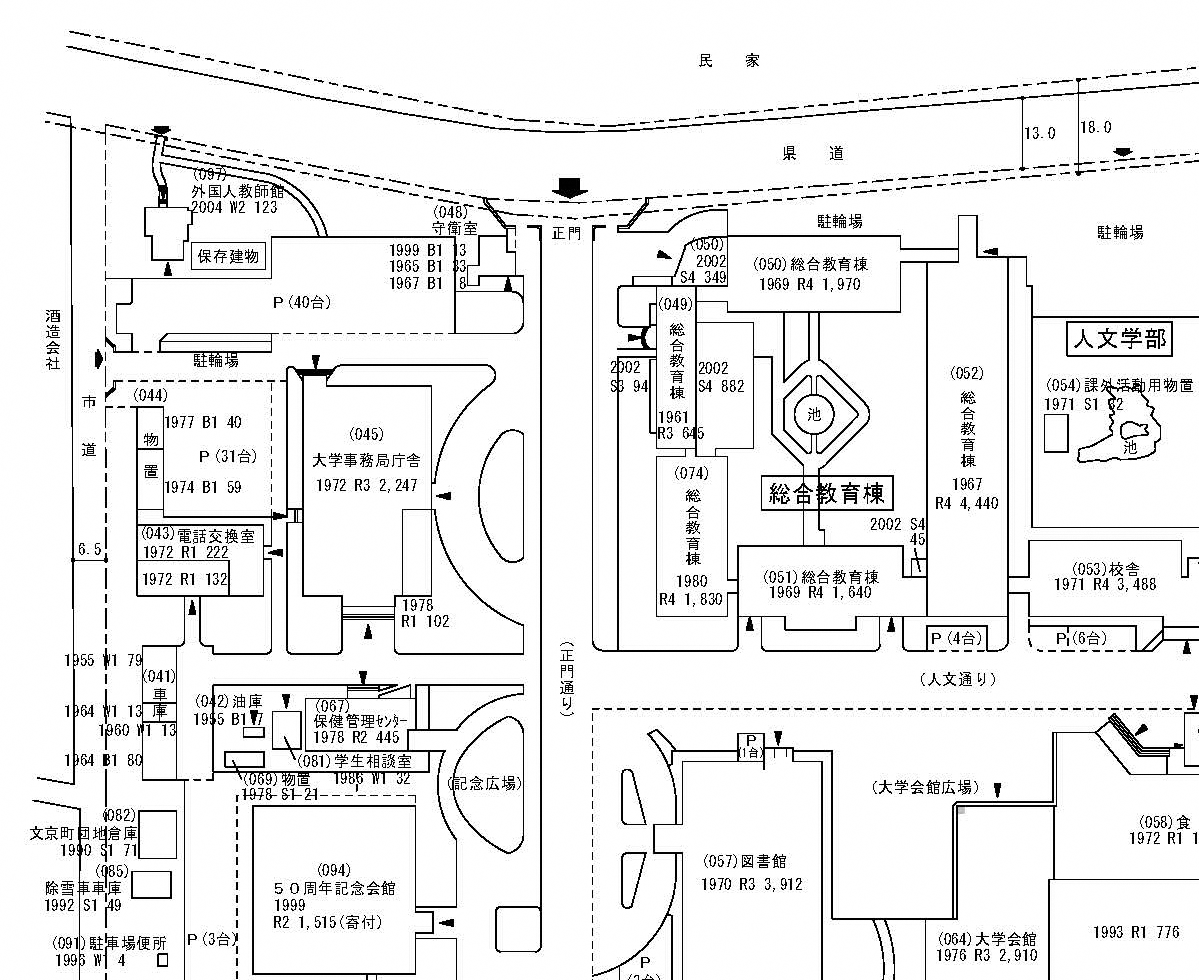 民 家
13.0
18.0
県 道
(097)
外国人教師館
2004 W2 123
保存建物
(048)
守衛室
1999 B1 13
1965 B1 33
1967 B1 8
正門
駐輪場
駐輪場
(050)
2002
S4 349
(050)総合教育棟
1969 R4 1,970
P(40台)
酒造会社
駐輪場
市道
6.5
(044)
1977 B1 40
物置
P(31台)
1974 B1 59
(045)
大学事務局庁舎
1972 R3 2,247
(043)電話交換室
1972 R1 222
1972 R1 132
1978
R1 102
(049)
総合教育棟
2002
S3 94
2002
S4 882
1961
R3 645
(074)
総合教育棟
1980
R4 1,830
池
総合教育棟
2002 S4
45
(051)総合教育棟
1969 R4 1,640
(052)
総合教育棟
1967
R4 4,440
人文学部
(054)課外活動用物置
1971 S1 32
池
(053)校舎
1971 R4 3,488
P(4台)
P(6台)
(人文通り)
(正門通り)
1955 W1 79
(041)
車庫
1964 W1 13
1960 W1 13
1964 B1 80
(042)油庫
1955 B1 7
(067)
保健管理センター
1978 R2 445
(081)学生相談室
1986 W1 32
(069)物置
1978 S1 21
(記念広場)
(082)
文京町団地倉庫
1990 S1 71
(085)
除雪車車庫
1992 S1 49
(091)駐車場便所
1996 W1 4
P(3台)
(094)
50周年記念会館
1999
R2 1,515(寄付)
P
(1台)
(057)図書館
1970 R3 3,912
P
(大学会館広場)
(058)食
1972 R1 1
(064)大学会館
1976 R3 2,910
1993 R1 776